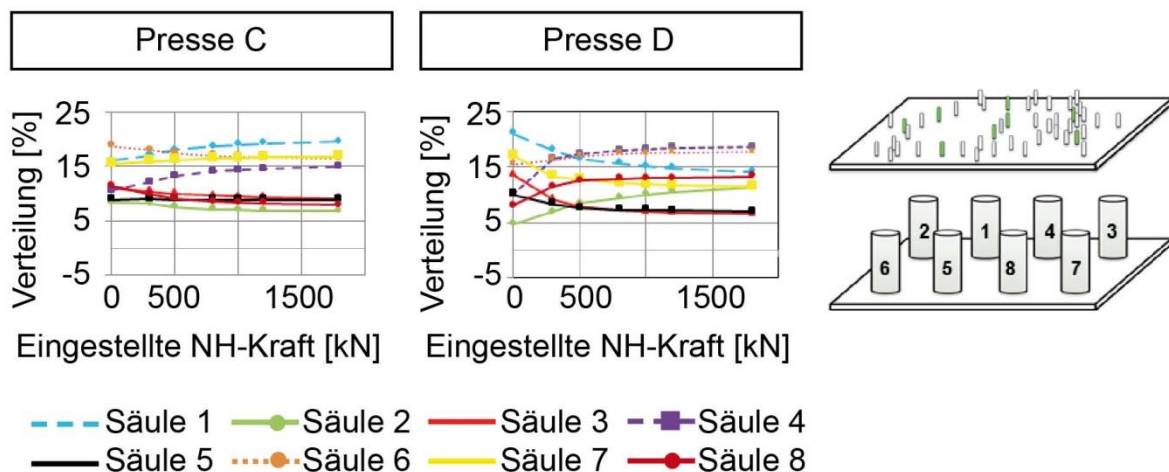 Presse C
Presse D
Verteilung [%]
25
15
5
-5
0 500 1500
Eingestellte NH-Kraft [kN]
Verteilung [%]
25
15
5
-5
0 500 1500
Eingestellte NH-Kraft [kN]
2 1 4 3
6 5 8 7
Säule 1 Säule 2 Säule 3 Säule 4
Säule 5 Säule 6 Säule 7 Säule 8